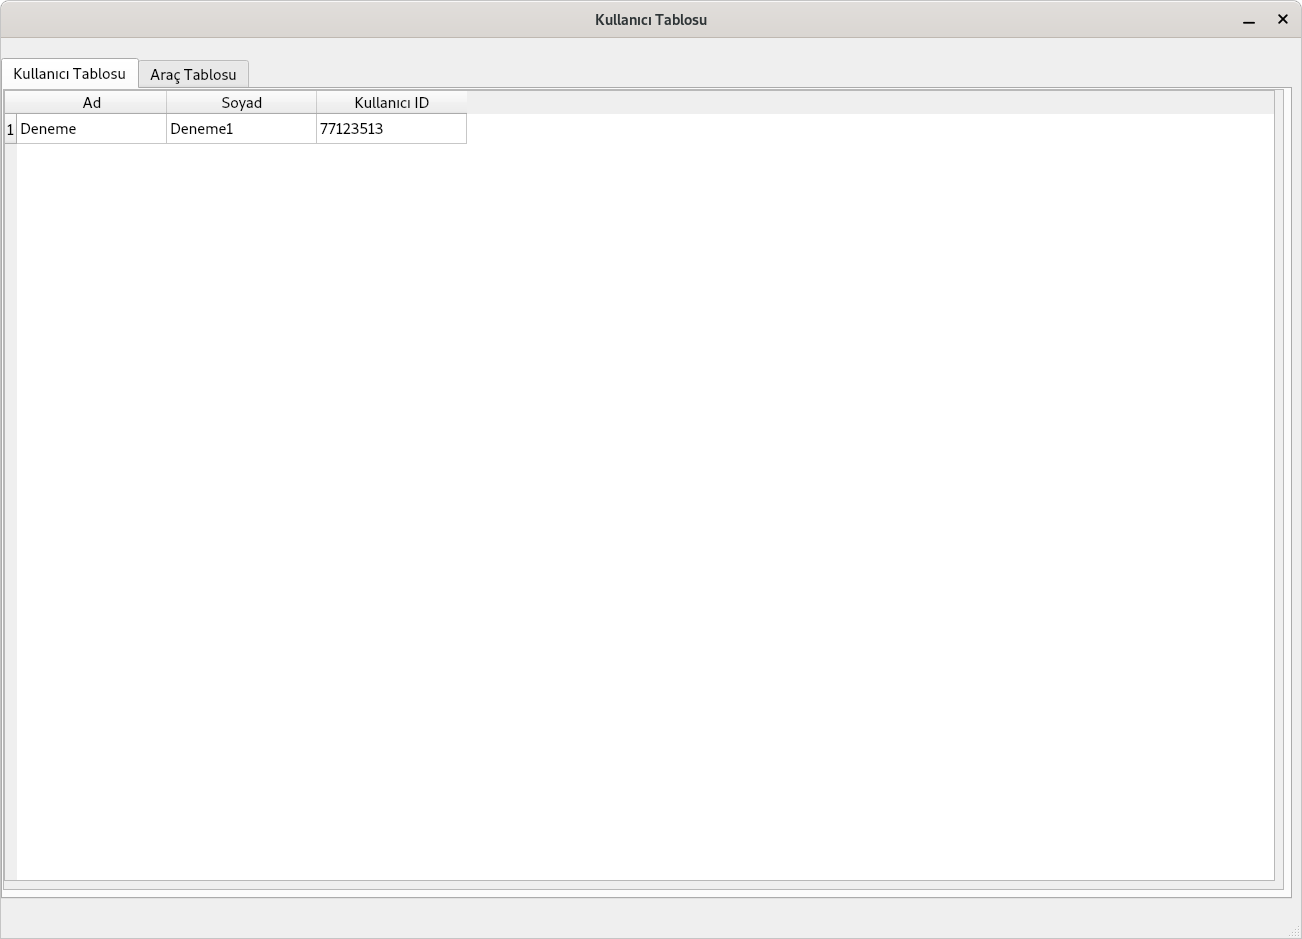 Kullanıcı Tablosu
Kullanıcı Tablosu Araç Tablosu
Ad Soyad Kullanıcı ID
1 Deneme Deneme1 77123513